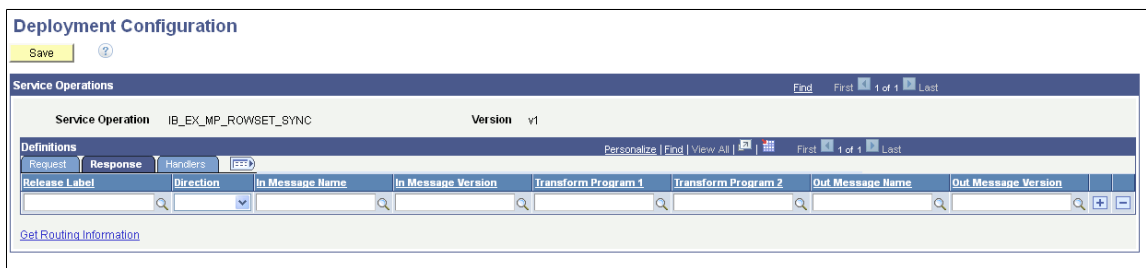 Deployment Configuration
Save ?
Service Operations Find First 1 of 1 Last
Service Operation IB_EX_MP_ROWSET_SYNC Version v1
Definitions Personalize | Find | View All | | First 1 of 1 Last
Request Response Handlers
Release Label Direction In Message Name In Message Version Transform Program 1 Transform Program 2 Out Message Name Out Message Version
Get Routing Information